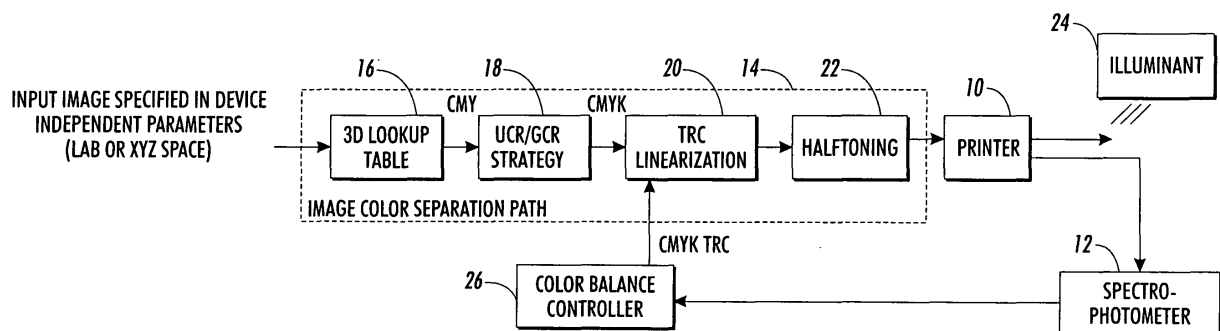 24
ILLUMINANT
16
18
20
14
22
10
INPUT IMAGE SPECIFIED IN DEVICE
INDEPENDENT PARAMETERS
(LAB OR XYZ SPACE)
CMY
CMYK
3D LOOKUP
TABLE
UCR/GCR
STRATEGY
TRC
LINEARIZATION
HALFTONING
PRINTER
IMAGE COLOR SEPARATION PATH
CMYK TRC
12
26
COLOR BALANCE
CONTROLLER
SPECTRO-
PHOTOMETER